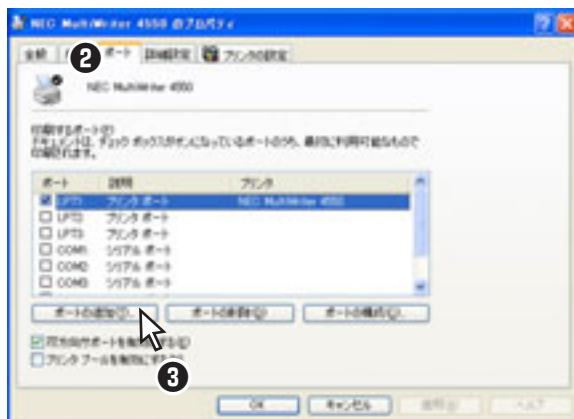 NEC MultiWriter 4550 のプロパティ
全般
ポート
詳細設定
プリンタの設定
❷
NEC MultiWriter 4550
印刷するポート(P)
ドキュメントは、チェック ボックスがオンになっているポートのうち、最初に利用可能なもので
印刷されます。
ポート 説明 プリンタ
LPT1: プリンタ ポート NEC MultiWriter 4550
LPT2: プリンタ ポート
LPT3: プリンタ ポート
COM1: シリアル ポート
COM2: シリアル ポート
COM3: シリアル ポート
ポートの追加(T)... ポートの削除(D) ポートの構成(C)...
双方向サポートを有効にする(E)
プリンタ プールを有効にする
❸
OK キャンセル 適用(A) ヘルプ